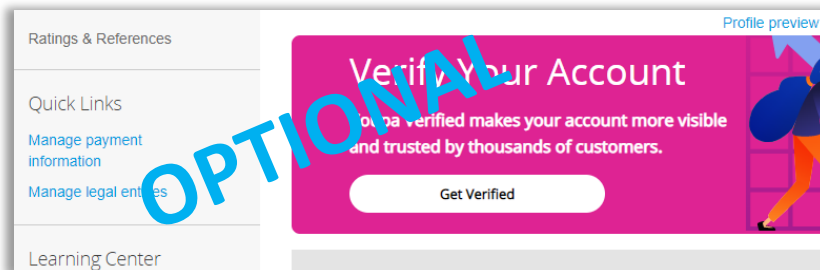 Profile preview
Ratings & References
Verify Your Account
Quick Links
verified makes your account more visible
and trusted by thousands of customers.
Manage payment
information
Manage legal entities
Get Verified
OPTIONAL
Learning Center